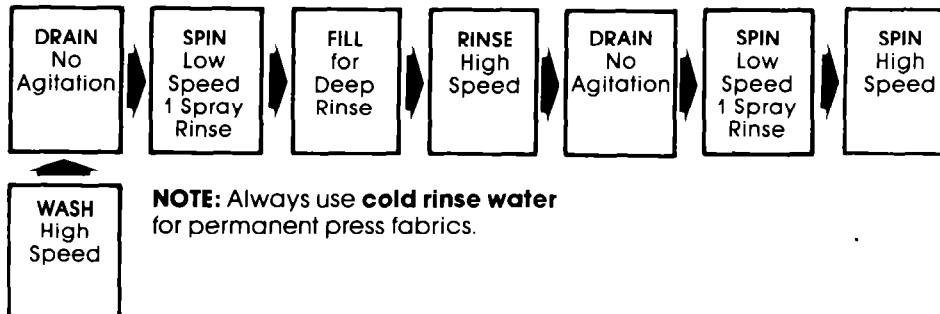 DRAIN
No
Agitation
SPIN
Low
Speed
1 Spray
Rinse
FILL
for
Deep
Rinse
RINSE
High
Speed
DRAIN
No
Agitation
SPIN
Low
Speed
1 Spray
Rinse
SPIN
High
Speed
WASH
High
Speed
NOTE: Always use cold rinse water
for permanent press fabrics.